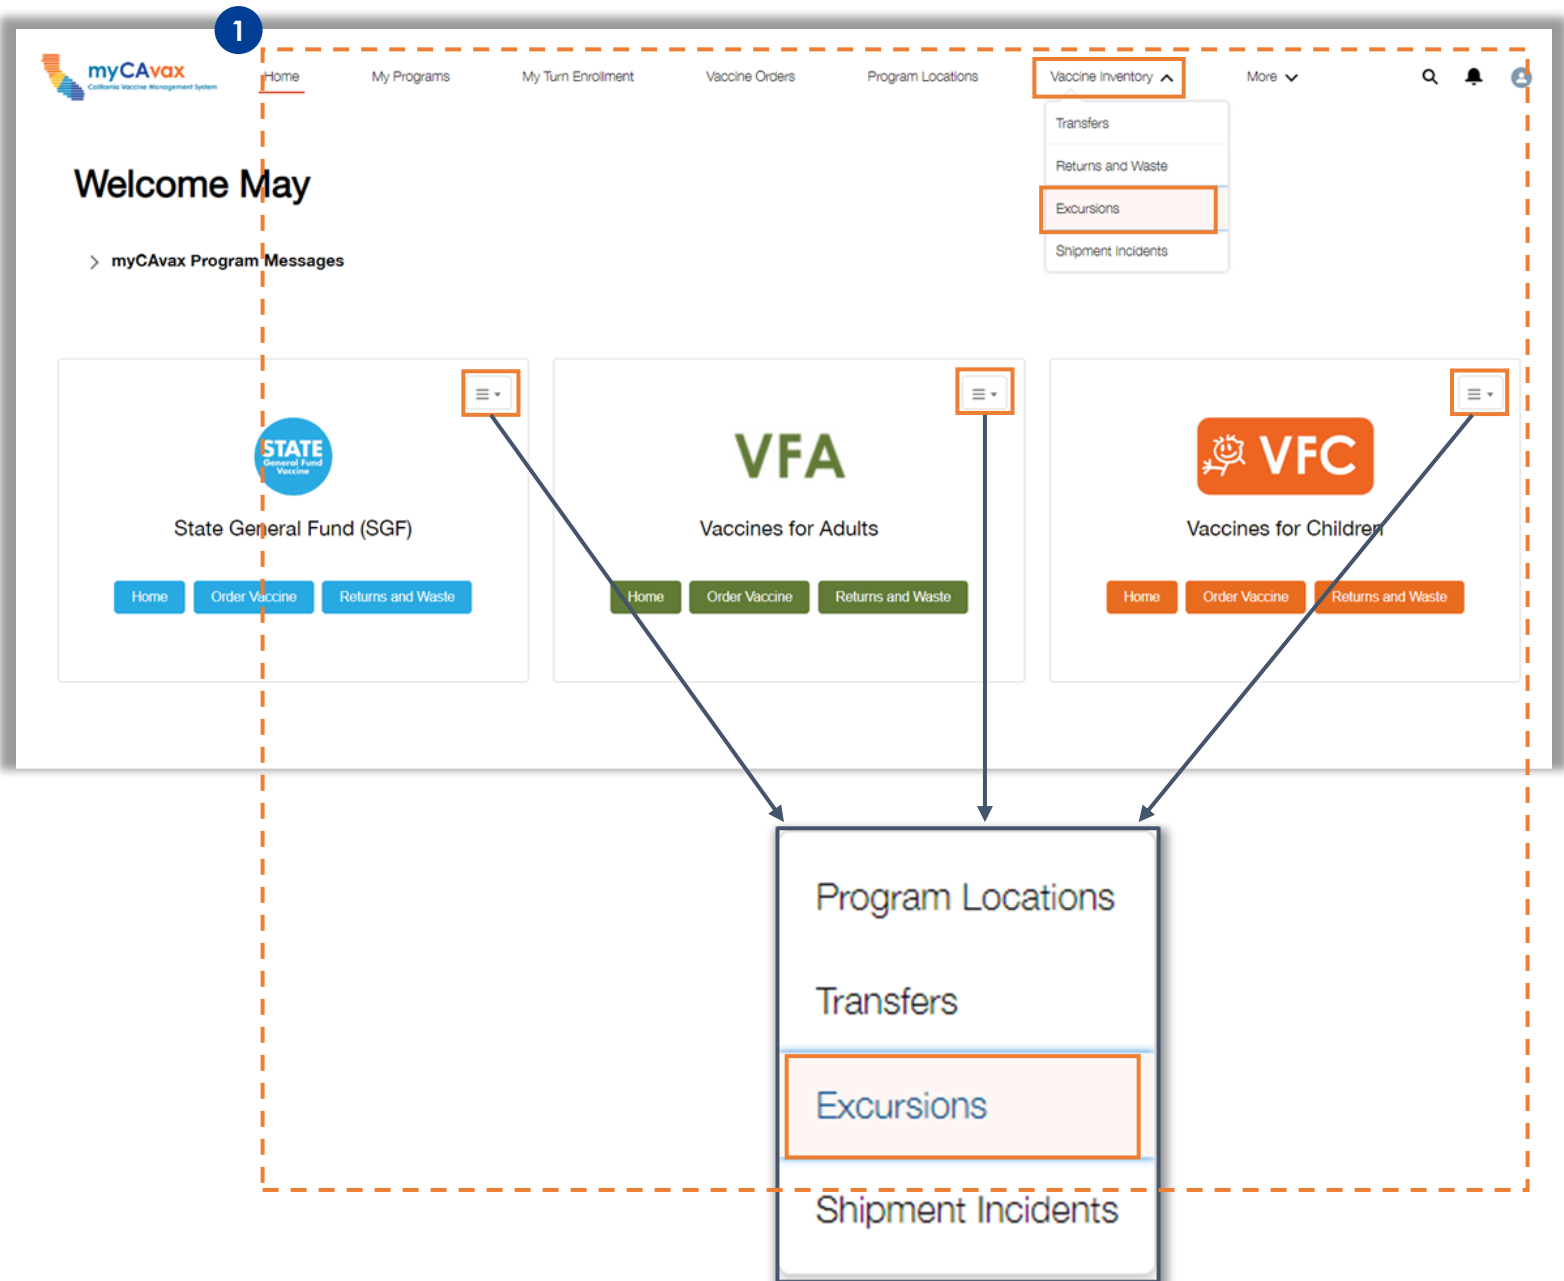 1
myCAvax
California Vaccine Management System
Home
My Programs
My Turn Enrollment
Vaccine Orders
Program Locations
Vaccine Inventory
More
Transfers
Returns and Waste
Excursions
Shipment Incidents
Welcome May
myCAvax Program Messages
STATE
General Fund
Vaccine
State General Fund (SGF)
Home
Order Vaccine
Returns and Waste
VFA
Vaccines for Adults
Home
Order Vaccine
Returns and Waste
VFC
Vaccines for Children
Home
Order Vaccine
Returns and Waste
Program Locations
Transfers
Excursions
Shipment Incidents